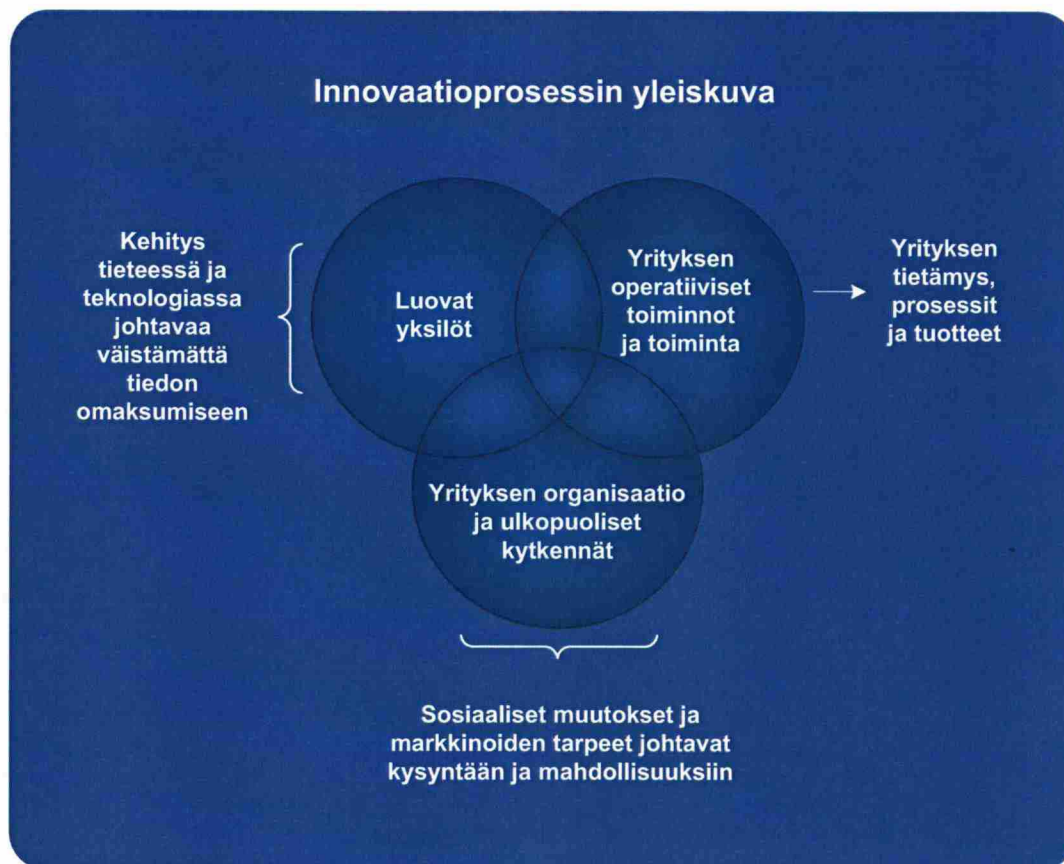 Innovaatioprosessin yleiskuva
Kehitys
tieteessä ja
teknologiassa
johtavaa
väistämättä
tiedon
omaksumiseen
Luovat
yksilöt
Yrityksen
operatiiviset
toiminnot
ja toiminta
Yrityksen
tietämys,
prosessit
ja tuotteet
Yrityksen organisaatio
ja ulkopuoliset
kytkennät
Sosiaaliset muutokset ja
markkinoiden tarpeet johtavat
kysyntään ja mahdollisuuksiin